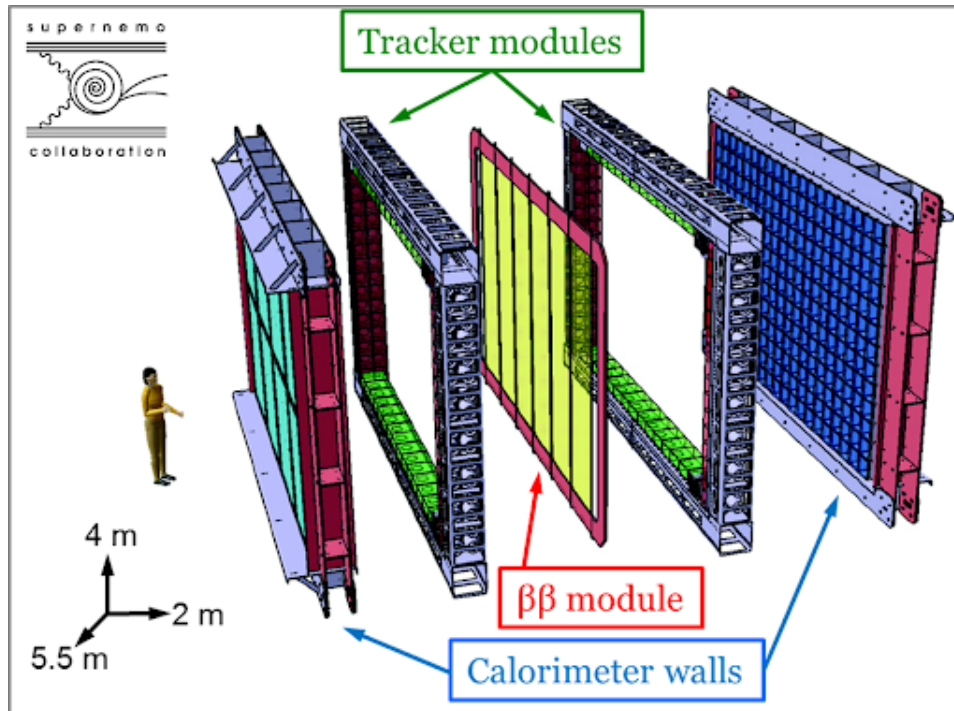 supernemo
collaboration
Tracker modules
4 m
2 m
5.5 m
ββ module
Calorimeter walls